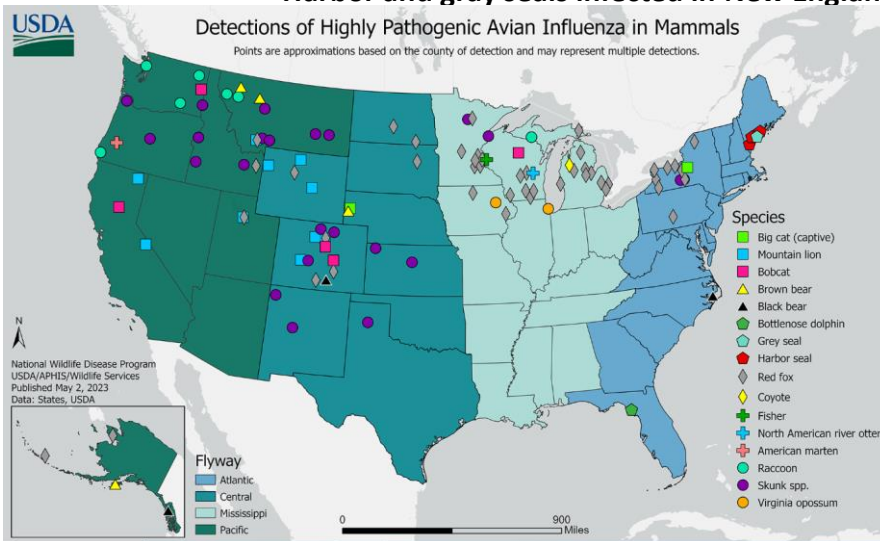 Harbor and gray seals infected in New Englan
USDA
Detections of Highly Pathogenic Avian Influenza in Mammals
Points are approximations based on the county of detection and may represent multiple detections.
Species
Big cat (captive)
Mountain lion
Bobcat
Brown bear
Black bear
Bottlenose dolphin
Grey seal
Harbor seal
Red fox
Coyote
Fisher
North American river otter
American marten
Raccoon
Skunk spp.
Virginia opossum
N
National Wildlife Disease Program
USDA/APHIS/Wildlife Services
Published May 2, 2023
Data: States, USDA
Flyway
Atlantic
Central
Mississippi
Pacific
0 900
Miles